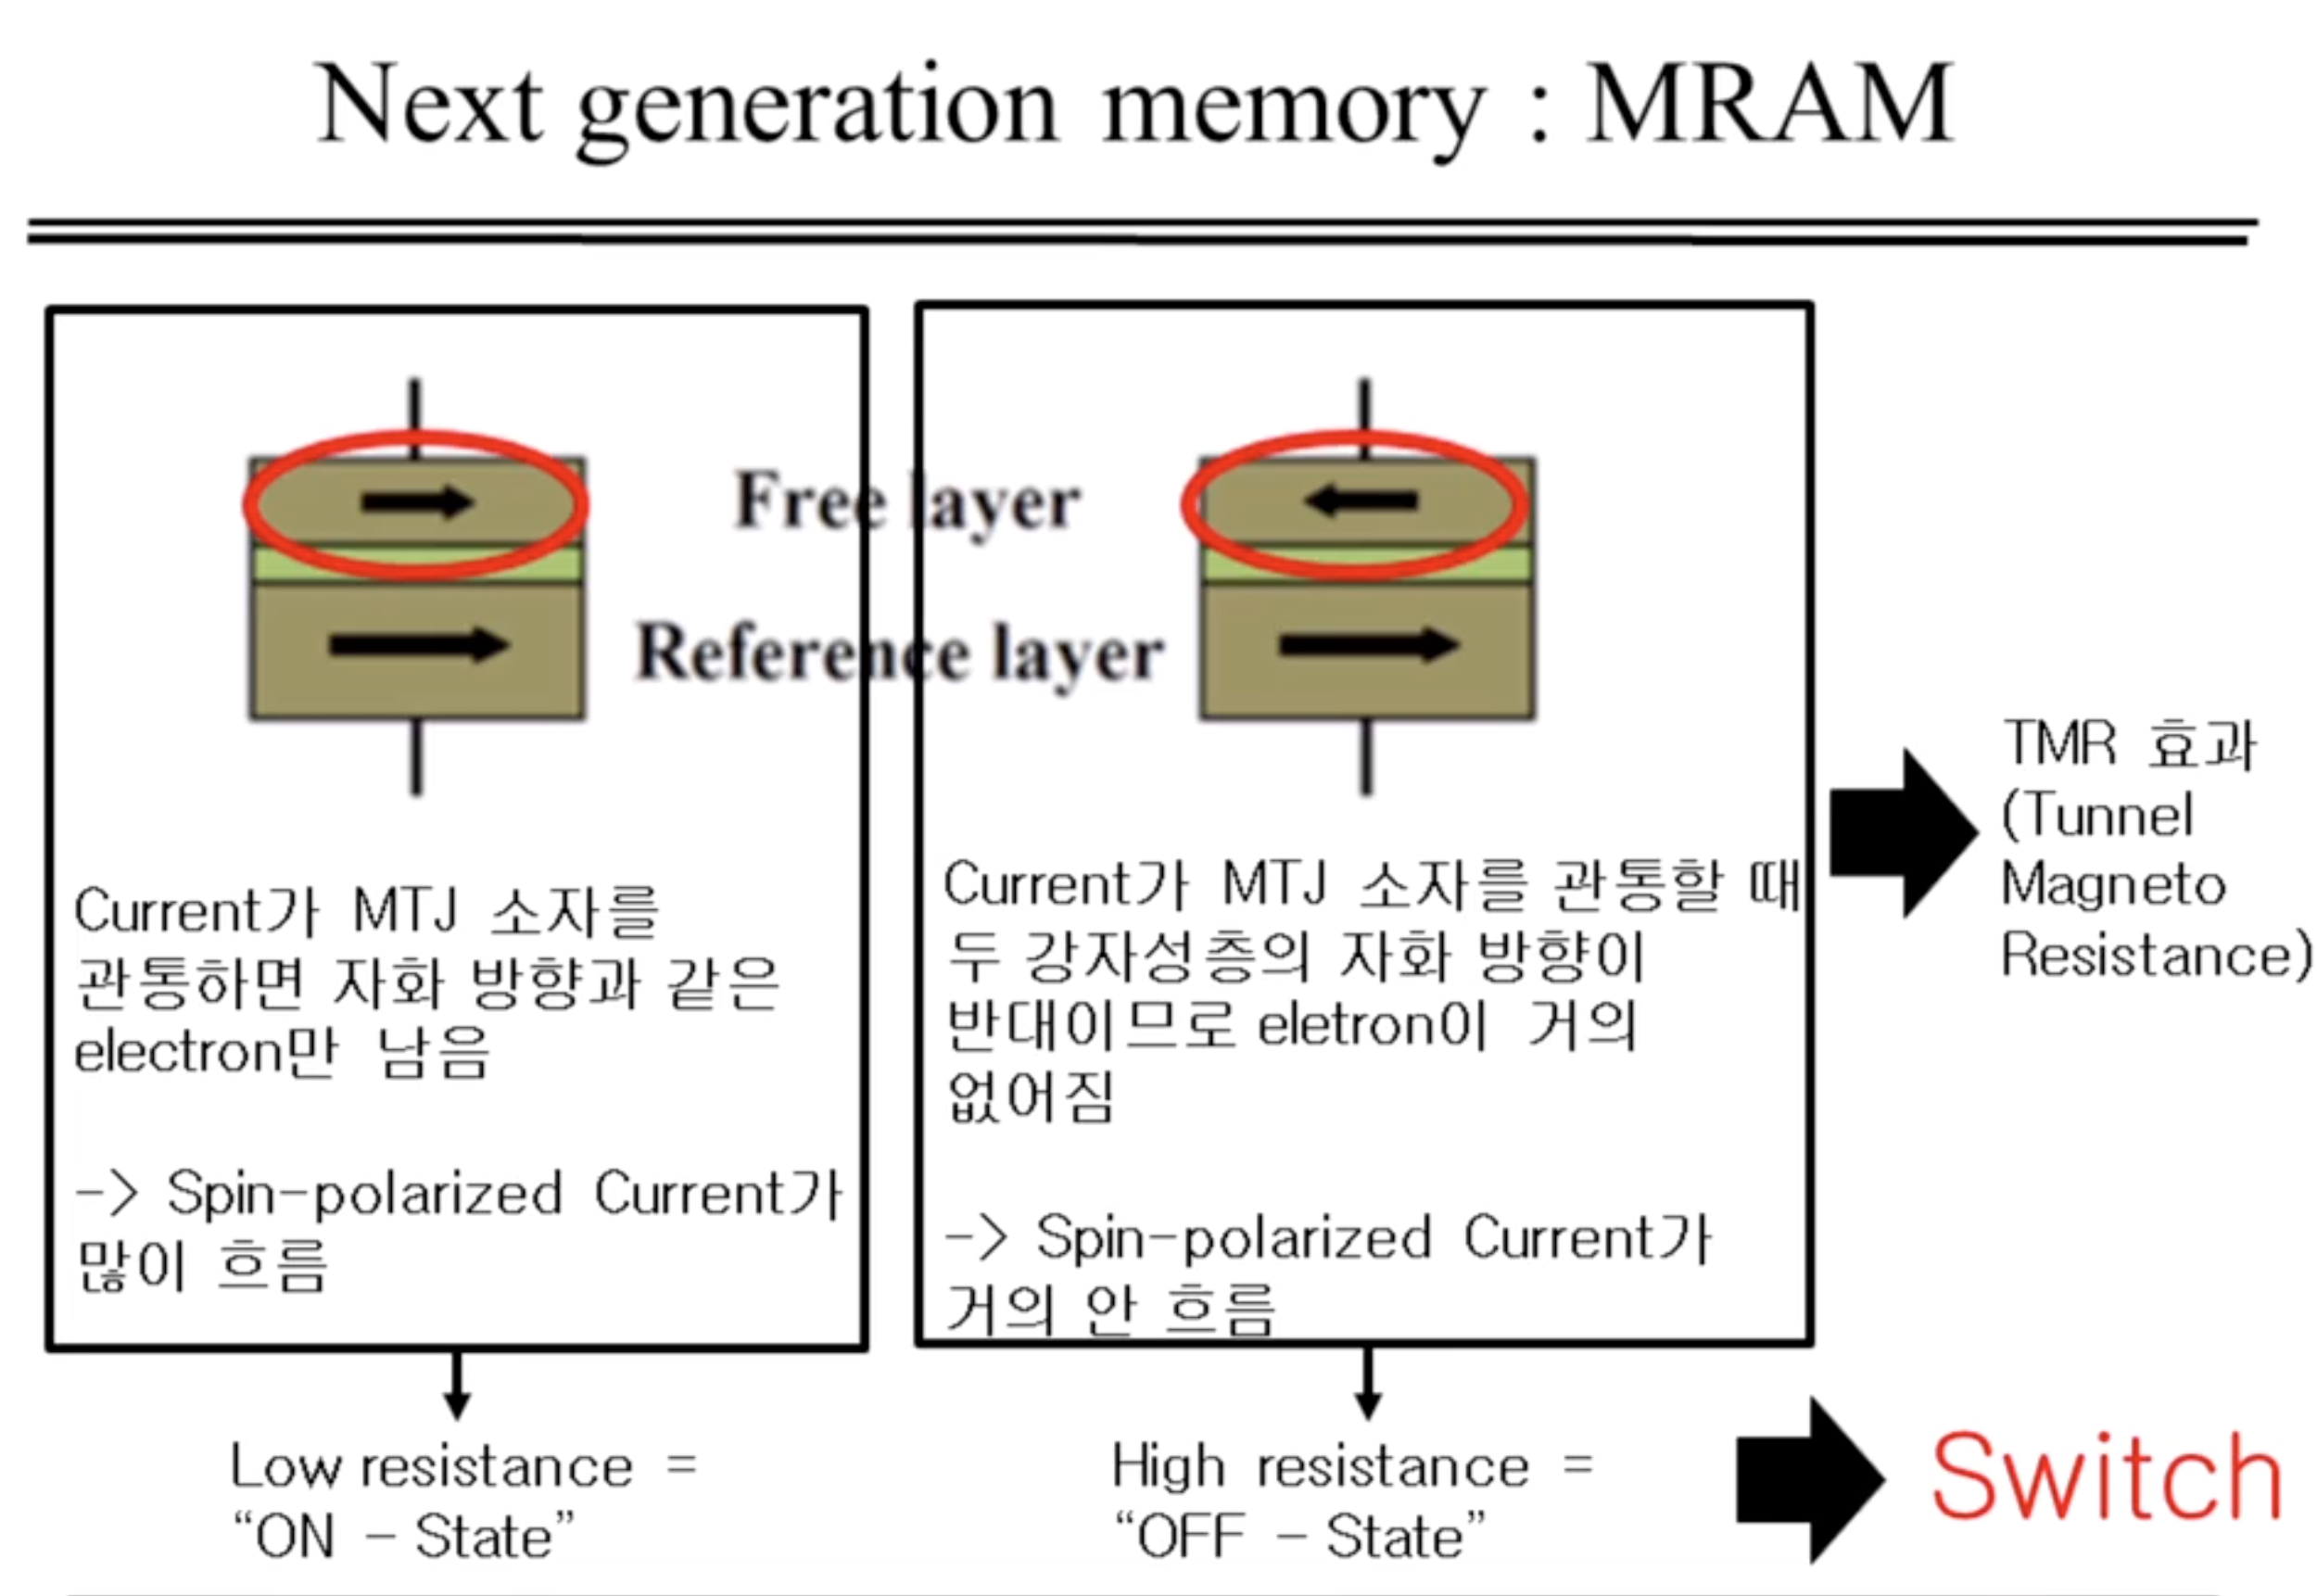 Next generation memory : MRAM
Free layer
Reference layer
Current가 MTJ 소자를
관통하면 자화 방향과 같은
electron만 남음
-> Spin-polarized Current가
많이 흐름
Low resistance =
“ON – State”
Current가 MTJ 소자를 관통할 때
두 강자성층의 자화 방향이
반대이므로 eletron이 거의
없어짐
-> Spin-polarized Current가
거의 안 흐름
High resistance =
“OFF – State”
TMR 효과
(Tunnel
Magneto
Resistance)
Switch